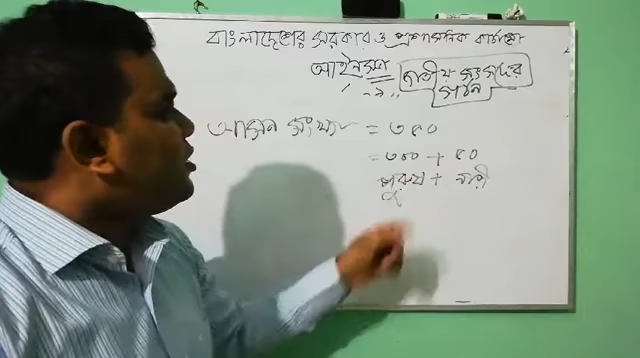 বাংলাদেশের সরকার ও প্রশাসনিক কাঠামো
আইনসভা
জাতীয় সংসদের
গঠন
আসন সংখ্যা = ৩৫০
= ৩০০ + ৫০
পুরুষ + নারী